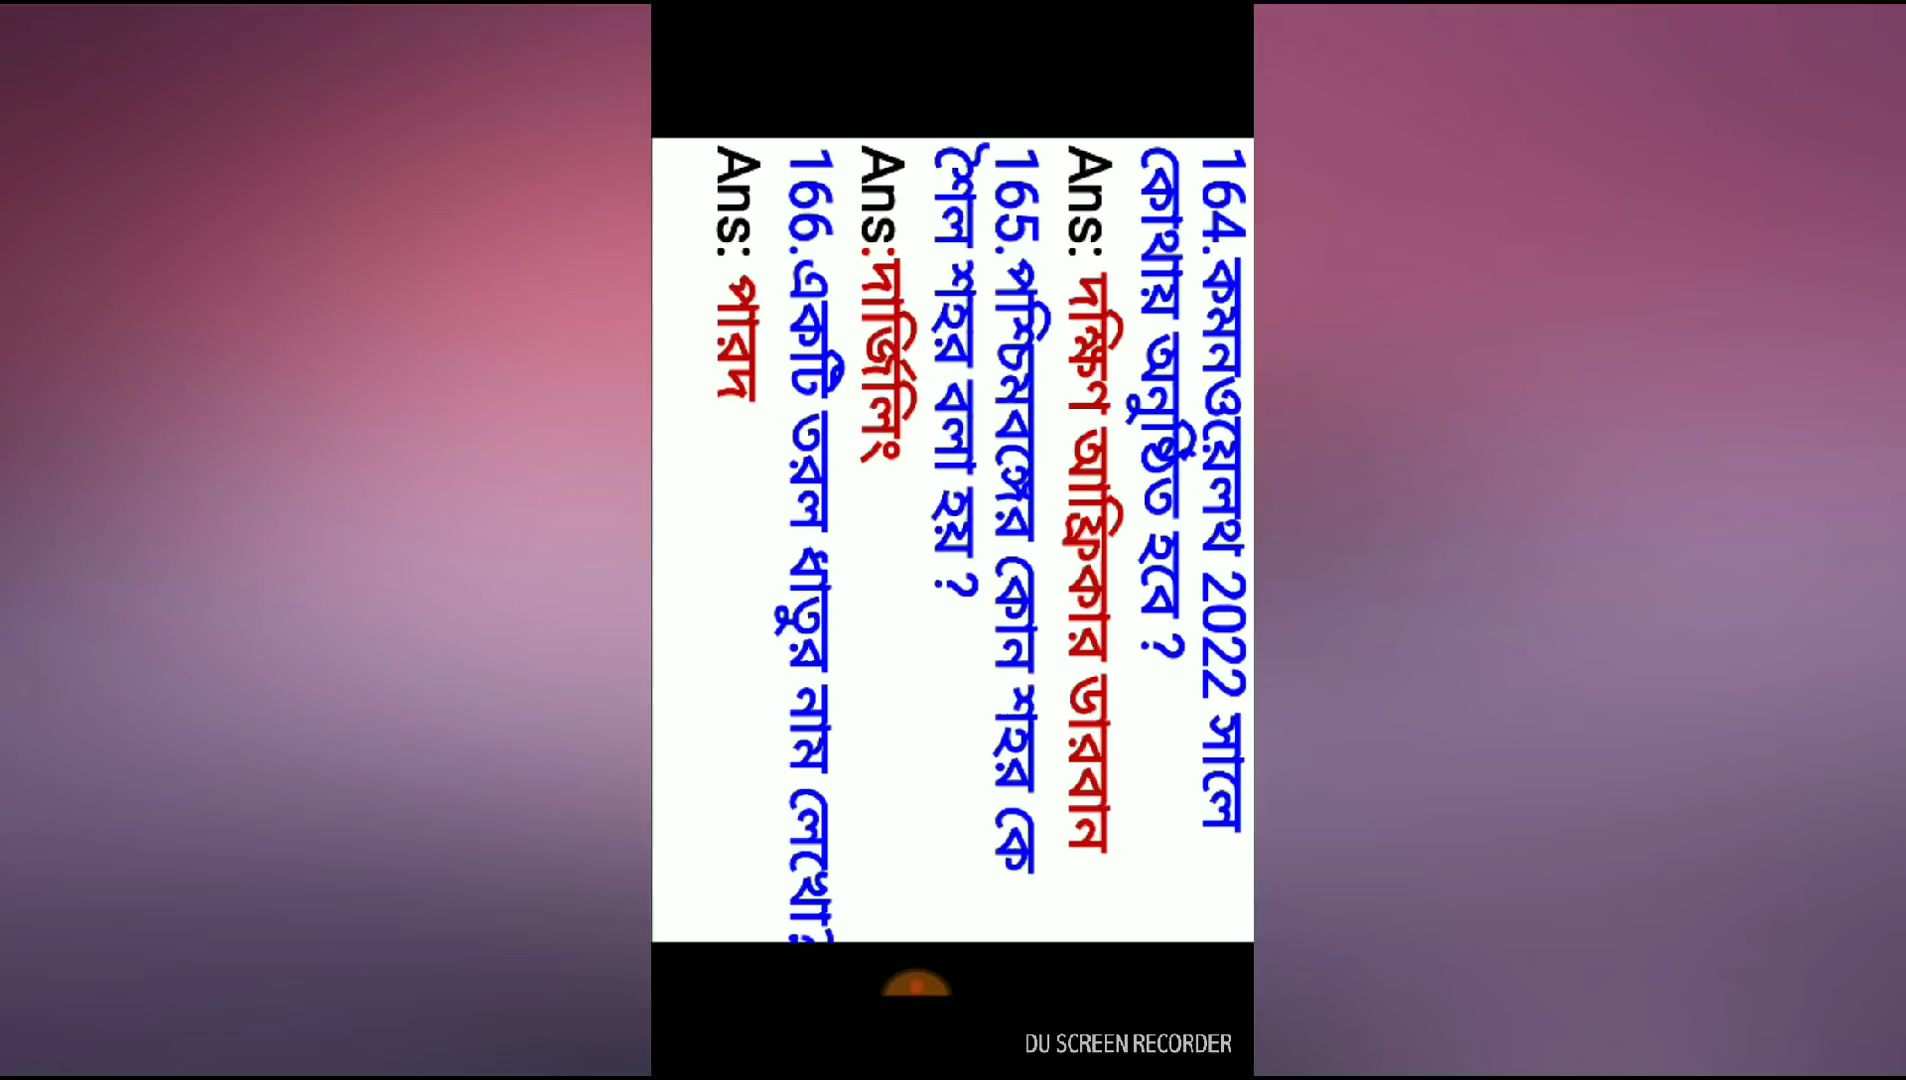 164.কমনওয়েলথ 2022 সালে
কোথায় অনুষ্ঠিত হবে ?
Ans: দক্ষিণ আফ্রিকার ডারবান
165.পশ্চিমবঙ্গের কোন শহর কে
শৈল শহর বলা হয় ?
Ans:দার্জিলিং
166.একটি তরল ধাতুর নাম লেখো?
Ans: পারদ
DU SCREEN RECORDER